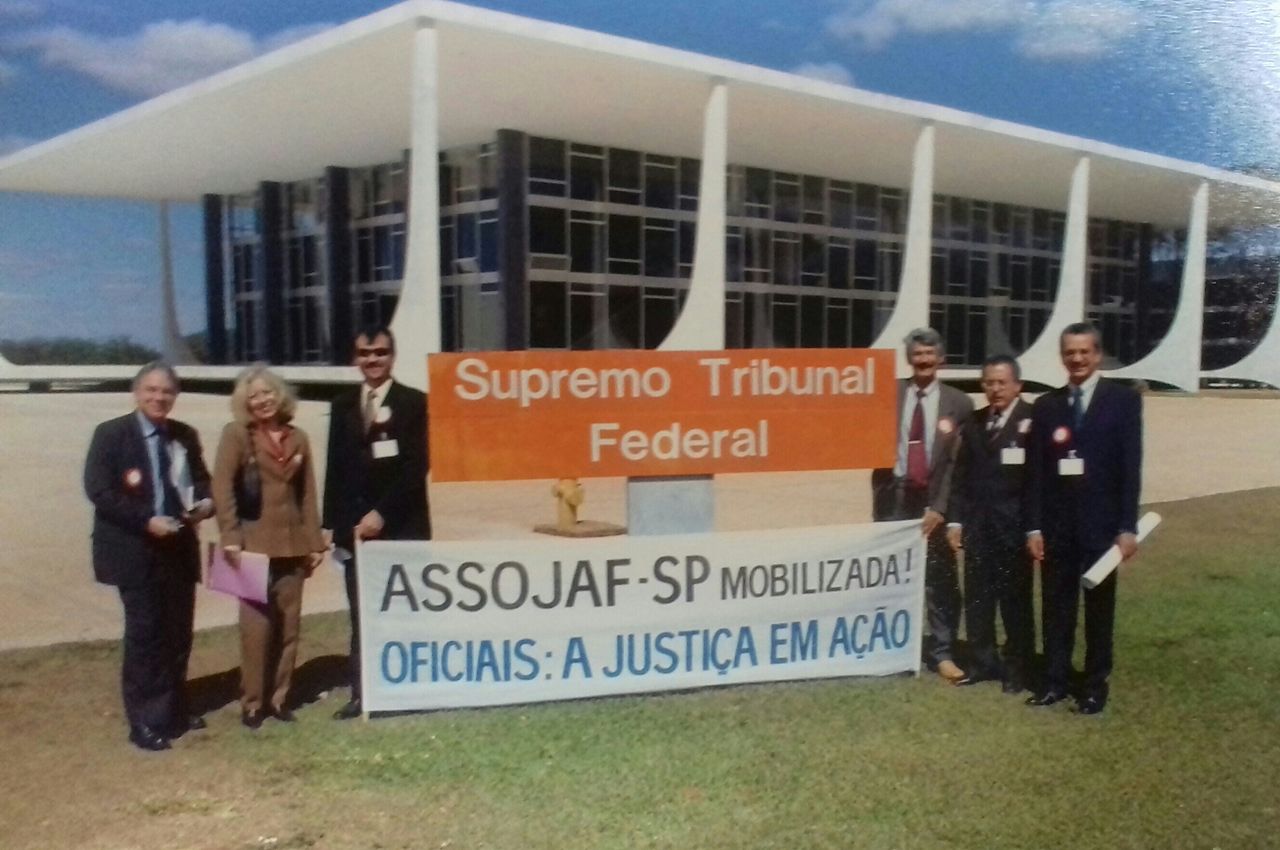 Supremo Tribunal
Federal
ASSOJAF-SP MOBILIZADA!
OFICIAIS: A JUSTIÇA EM AÇÃO